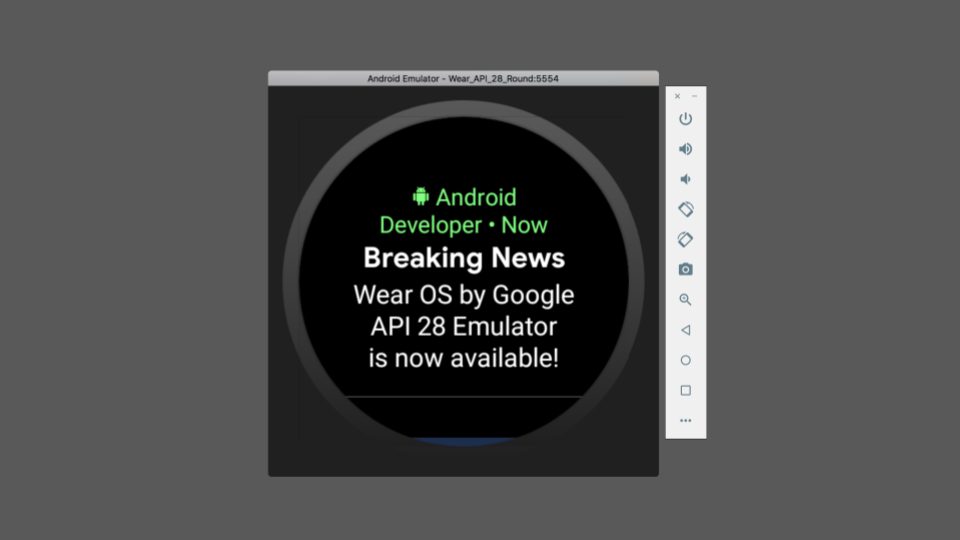 Android Emulator - Wear_API_28_Round:5554
Android
Developer • Now
Breaking News
Wear OS by Google
API 28 Emulator
is now available!